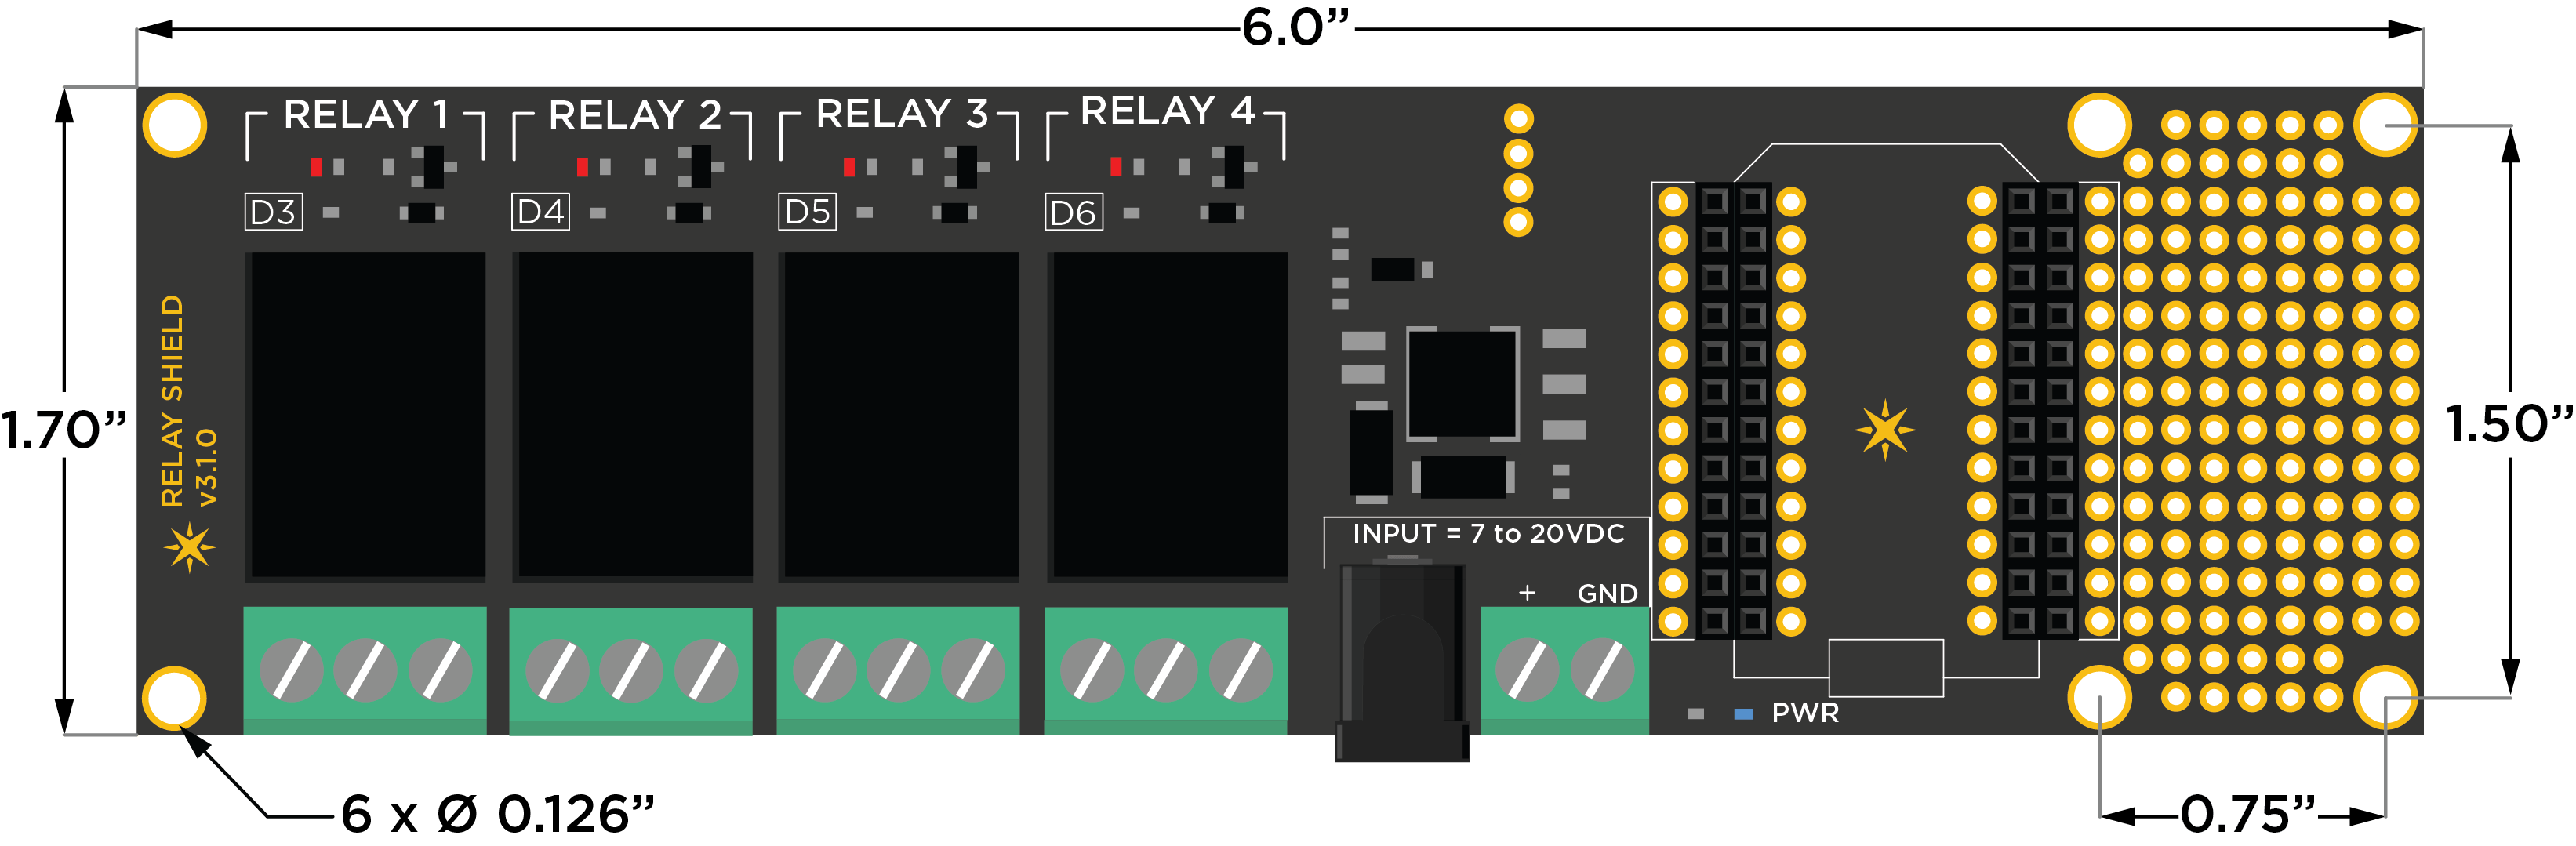 6.0”
RELAY 1
RELAY 2
RELAY 3
RELAY 4
D3
D4
D5
D6
RELAY SHIELD
v3.1.0
1.70”
1.50”
INPUT = 7 to 20VDC
+ GND
PWR
6 x Ø 0.126”
0.75”